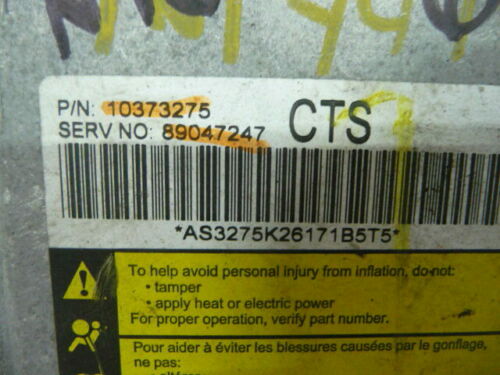 P/N: 10373275
SERV NO: 89047247
CTS
*AS3275K26171B5T5*
To help avoid personal injury from inflation, do not:
• tamper
• apply heat or electric power
For proper operation, verify part number.
Pour aider à éviter les blessures causées par le gonflage,
ne pas: